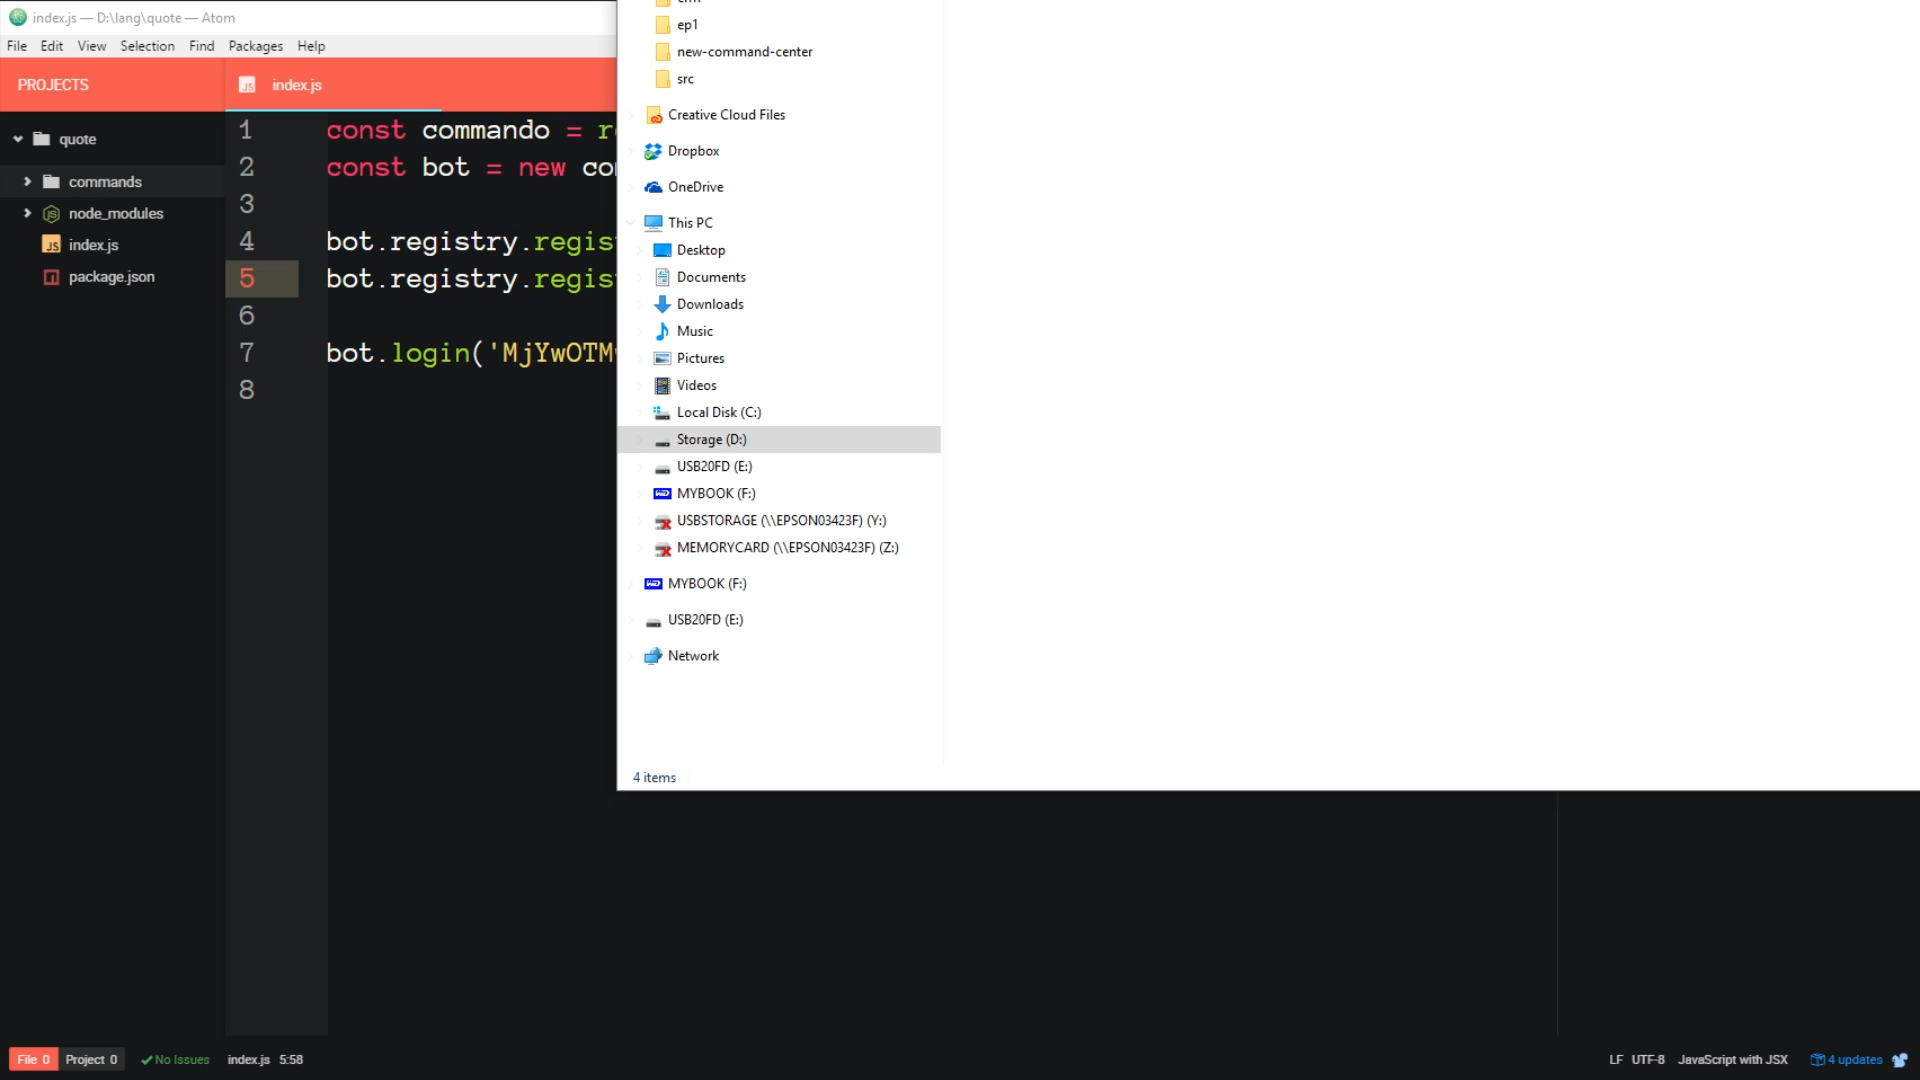 index.js — D:\lang\quote — Atom
File Edit View Selection Find Packages Help
PROJECTS
index.js
quote
commands
node_modules
index.js
package.json
1 const commando = r
2 const bot = new co
3
4 bot.registry.regis
5 bot.registry.regis
6
7 bot.login('MjYwOTM
8
ep1
new-command-center
src
Creative Cloud Files
Dropbox
OneDrive
This PC
Desktop
Documents
Downloads
Music
Pictures
Videos
Local Disk (C:)
Storage (D:)
USB20FD (E:)
MYBOOK (F:)
USBSTORAGE (\\EPSON03423F) (Y:)
MEMORYCARD (\\EPSON03423F) (Z:)
MYBOOK (F:)
USB20FD (E:)
Network
4 items
File 0 Project 0 No Issues index.js 5:58 LF UTF-8 JavaScript with JSX 4 updates